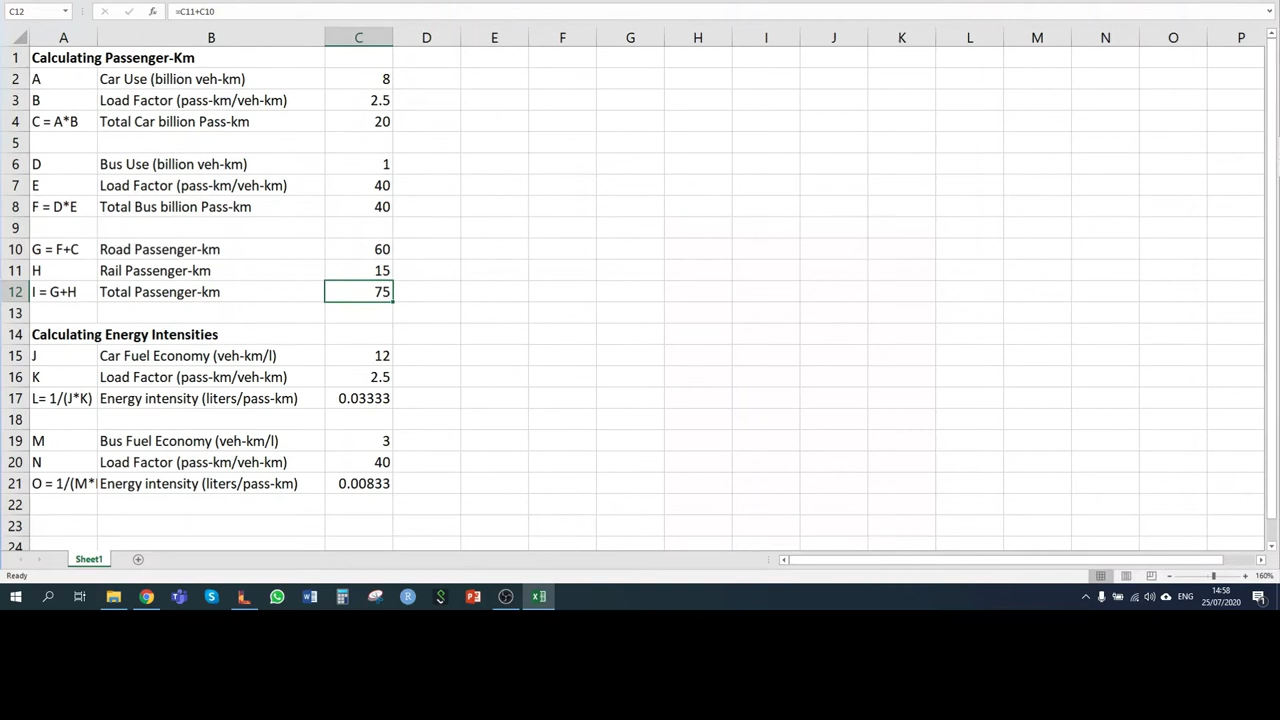 C12 =C11+C10
A B C D E F G H I J K L M N O P
1 Calculating Passenger-Km
2 A Car Use (billion veh-km) 8
3 B Load Factor (pass-km/veh-km) 2.5
4 C = A*B Total Car billion Pass-km 20
5
6 D Bus Use (billion veh-km) 1
7 E Load Factor (pass-km/veh-km) 40
8 F = D*E Total Bus billion Pass-km 40
9
10 G = F+C Road Passenger-km 60
11 H Rail Passenger-km 15
12 I = G+H Total Passenger-km 75
13
14 Calculating Energy Intensities
15 J Car Fuel Economy (veh-km/l) 12
16 K Load Factor (pass-km/veh-km) 2.5
17 L= 1/(J*K) Energy intensity (liters/pass-km) 0.03333
18
19 M Bus Fuel Economy (veh-km/l) 3
20 N Load Factor (pass-km/veh-km) 40
21 O = 1/(M* Energy intensity (liters/pass-km) 0.00833
22
23
24
Sheet1
Ready 160%
ENG 14:58
25/07/2020